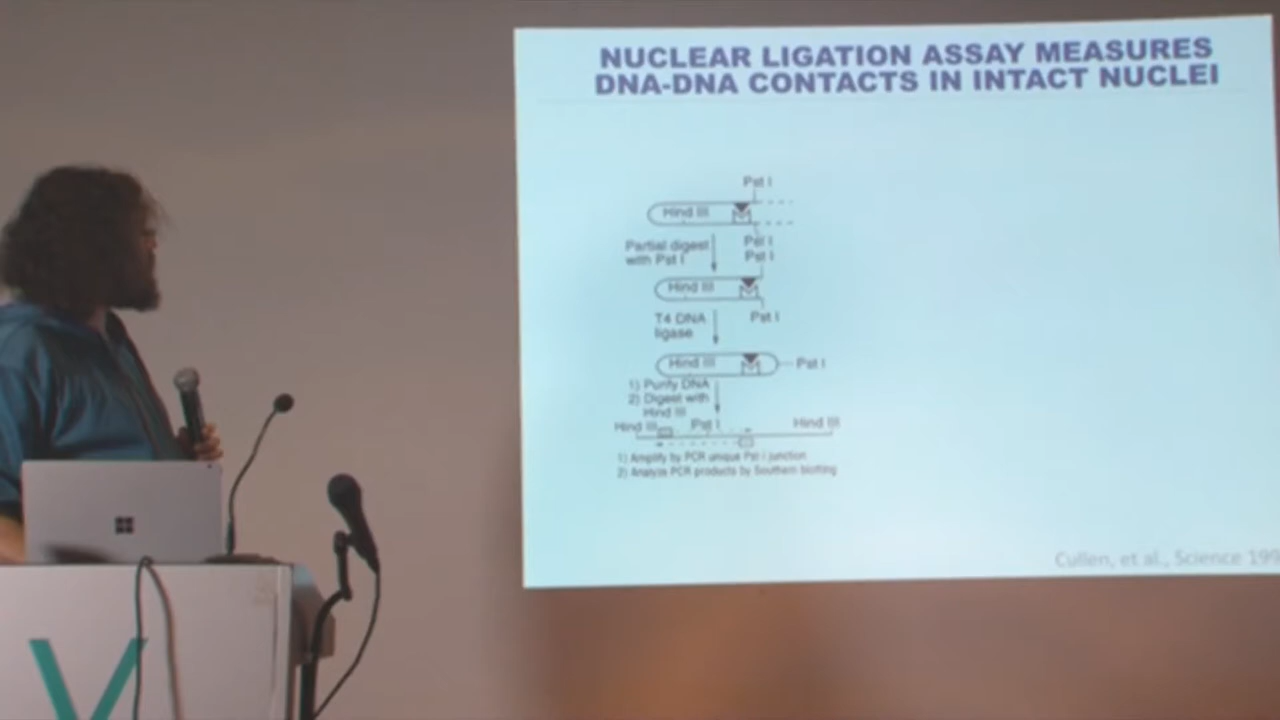 NUCLEAR LIGATION ASSAY MEASURES
DNA-DNA CONTACTS IN INTACT NUCLEI
Pst I
Hind III
Pst I
Partial digest
with Pst I
Pst I
Hind III
T4 DNA
ligase
Pst I
Hind III
Pst I
1) Purify DNA
2) Digest with
Hind III
Hind III
Pst I
Hind III
1) Amplify by PCR unique Pst I junction
2) Analyze PCR products by Southern blotting
Cullen, et al., Science 199